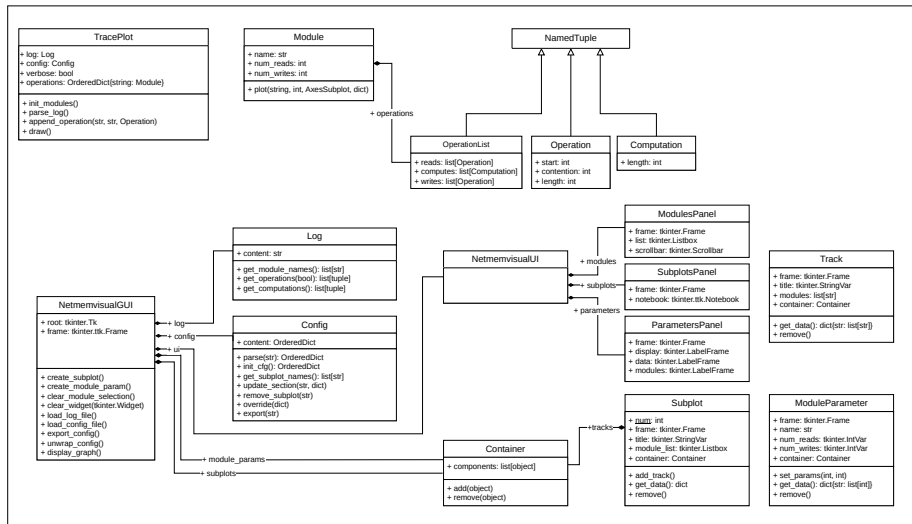 TracePlot
+ log: Log
+ config: Config
+ verbose: bool
+ operations: OrderedDict{string: Module}
+ init_modules()
+ parse_log()
+ append_operation(str, str, Operation)
+ draw()
Module
+ name: str
+ num_reads: int
+ num_writes: int
+ plot(string, int, AxesSubplot, dict)
NamedTuple
+ operations
OperationList
+ reads: list[Operation]
+ computes: list[Computation]
+ writes: list[Operation]
Operation
+ start: int
+ contention: int
+ length: int
Computation
+ length: int
Log
+ content: str
+ get_module_names(): list[str]
+ get_operations(bool): list[tuple]
+ get_computations(): list[tuple]
NetmemvisualUI
+ modules
+ subplots
+ parameters
ModulesPanel
+ frame: tkinter.Frame
+ list: tkinter.Listbox
+ scrollbar: tkinter.Scrollbar
SubplotsPanel
+ frame: tkinter.Frame
+ notebook: tkinter.ttk.Notebook
ParametersPanel
+ frame: tkinter.Frame
+ display: tkinter.LabelFrame
+ data: tkinter.LabelFrame
+ modules: tkinter.LabelFrame
Track
+ frame: tkinter.Frame
+ title: tkinter.StringVar
+ modules: list[str]
+ container: Container
+ get_data(): dict{str: list[str]}
+ remove()
NetmemvisualGUI
+ root: tkinter.Tk
+ frame: tkinter.ttk.Frame
+ create_subplot()
+ create_module_param()
+ clear_module_selection()
+ clear_widget(tkinter.Widget)
+ load_log_file()
+ load_config_file()
+ export_config()
+ unwrap_config()
+ display_graph()
+ log
+ config
+ ui
+ module_params
+ subplots
Config
+ content: OrderedDict
+ parse(str): OrderedDict
+ init_cfg(): OrderedDict
+ get_subplot_names(): list[str]
+ update_section(str, dict)
+ remove_subplot(str)
+ override(dict)
+ export(str)
Container
+ components: list[object]
+ add(object)
+ remove(object)
+tracks
Subplot
+ num: int
+ frame: tkinter.Frame
+ title: tkinter.StringVar
+ module_list: tkinter.Listbox
+ container: Container
+ add_track()
+ get_data(): dict
+ remove()
ModuleParameter
+ frame: tkinter.Frame
+ name: str
+ num_reads: tkinter.IntVar
+ num_writes: tkinter.IntVar
+ container: Container
+ set_params(int, int)
+ get_data(): dict{str: list[int]}
+ remove()